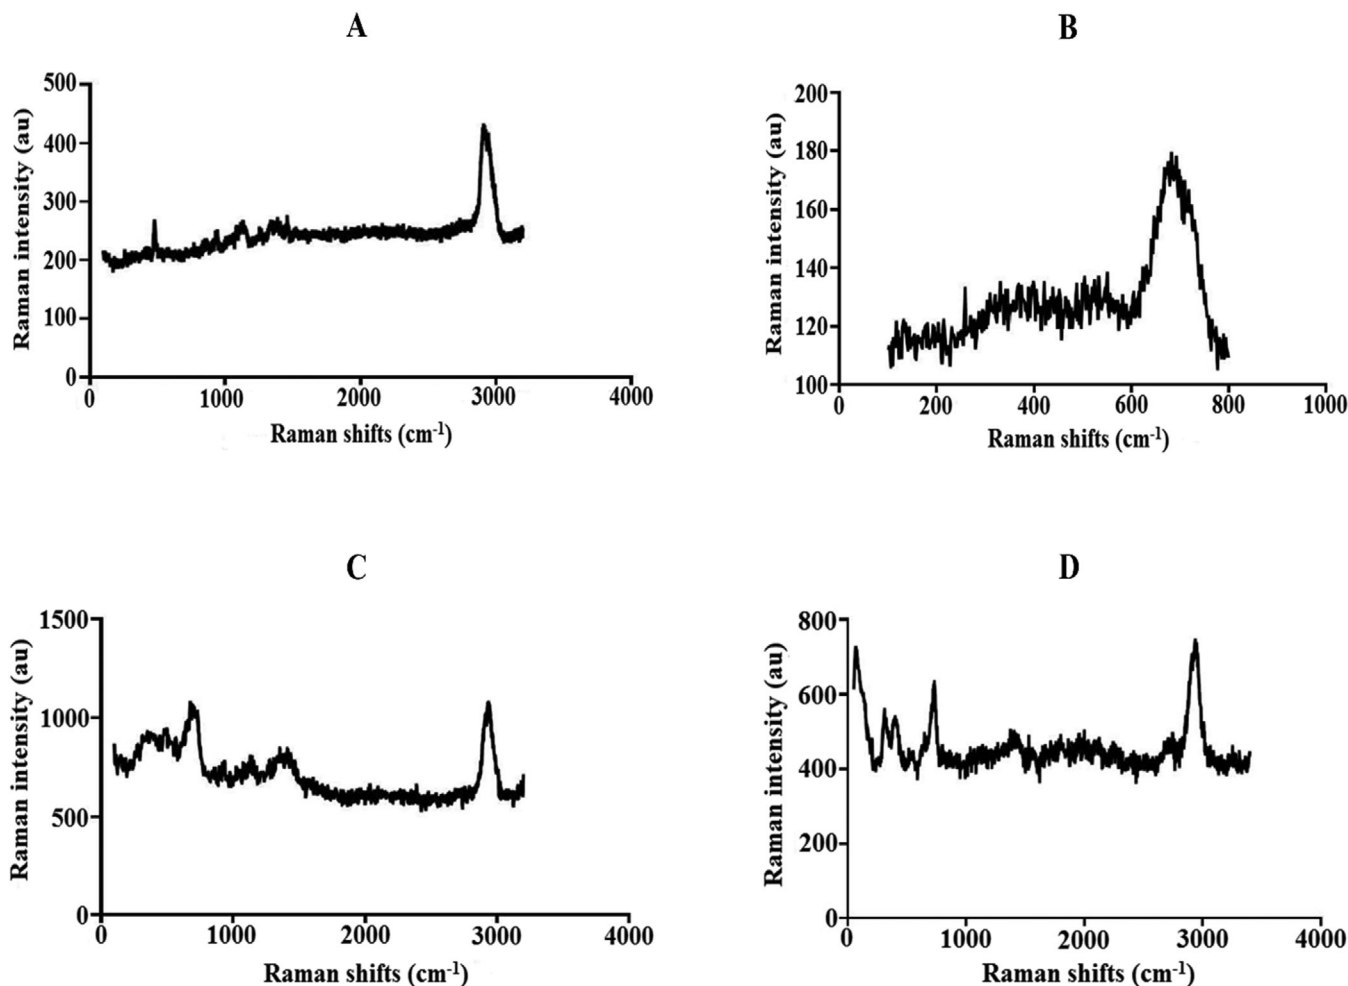 A
500
400
300
200
100
0
Raman intensity (au)
0 1000 2000 3000 4000
Raman shifts (cm-1)
B
200
180
160
140
120
100
Raman intensity (au)
0 200 400 600 800 1000
Raman shifts (cm-1)
C
1500
1000
500
0
Raman intensity (au)
0 1000 2000 3000 4000
Raman shifts (cm-1)
D
800
600
400
200
0
Raman intensity (au)
0 1000 2000 3000 4000
Raman shifts (cm-1)